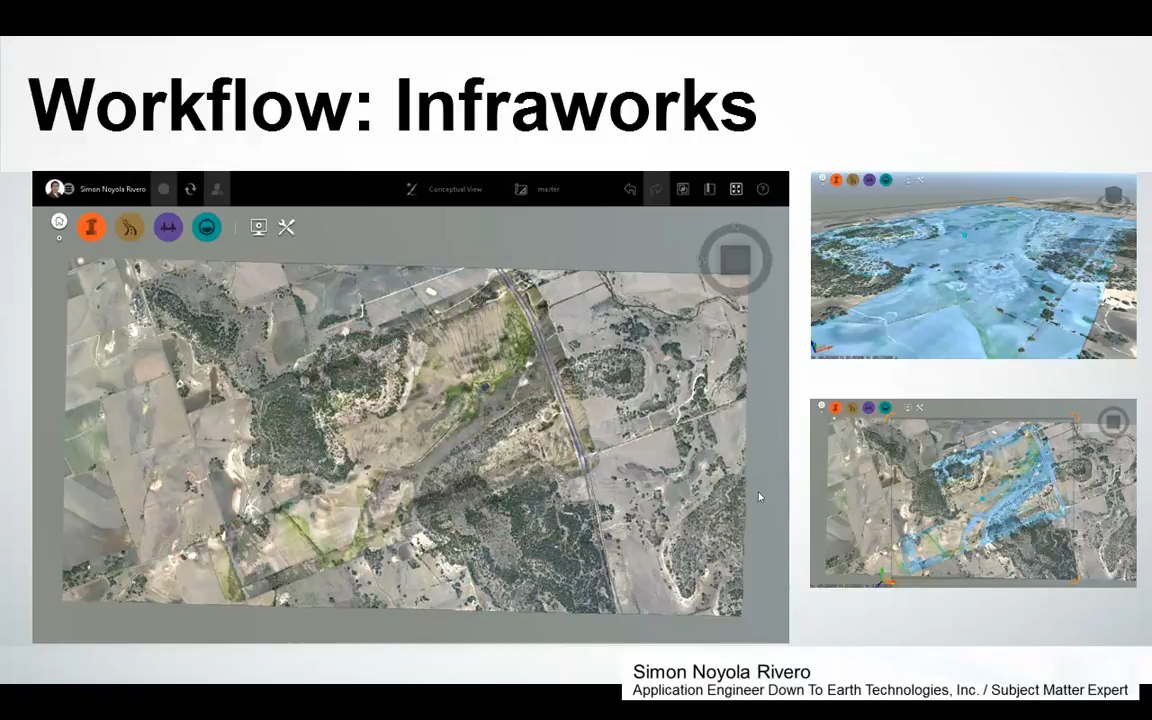 Workflow: Infraworks
Simon Noyola Rivero
Conceptual View
master
Simon Noyola Rivero
Application Engineer Down To Earth Technologies, Inc. / Subject Matter Expert